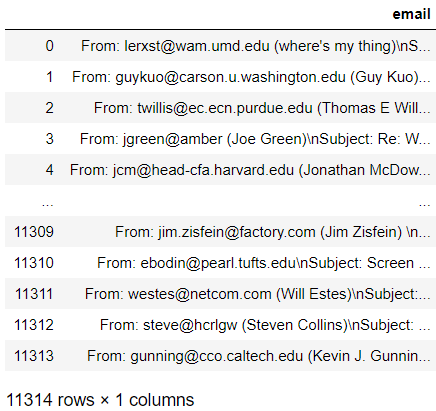 email
0 From: lerxst@wam.umd.edu (where's my thing)\nS...
1 From: guykuo@carson.u.washington.edu (Guy Kuo)...
2 From: twillis@ec.ecn.purdue.edu (Thomas E Will...
3 From: jgreen@amber (Joe Green)\nSubject: Re: W...
4 From: jcm@head-cfa.harvard.edu (Jonathan McDow...
... ...
11309 From: jim.zisfein@factory.com (Jim Zisfein) \n...
11310 From: ebodin@pearl.tufts.edu\nSubject: Screen ...
11311 From: westes@netcom.com (Will Estes)\nSubject:...
11312 From: steve@hcrlgw (Steven Collins)\nSubject: ...
11313 From: gunning@cco.caltech.edu (Kevin J. Gunnin...
11314 rows × 1 columns